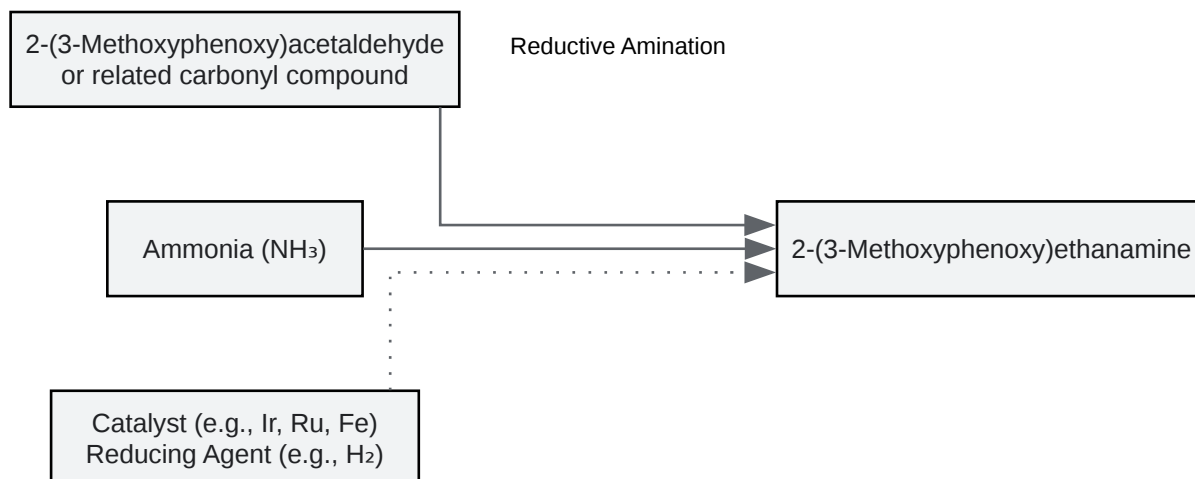 2-(3-Methoxyphenoxy)acetaldehyde
or related carbonyl compound
Reductive Amination
Ammonia (NH₃)
2-(3-Methoxyphenoxy)ethanamine
Catalyst (e.g., Ir, Ru, Fe)
Reducing Agent (e.g., H₂)